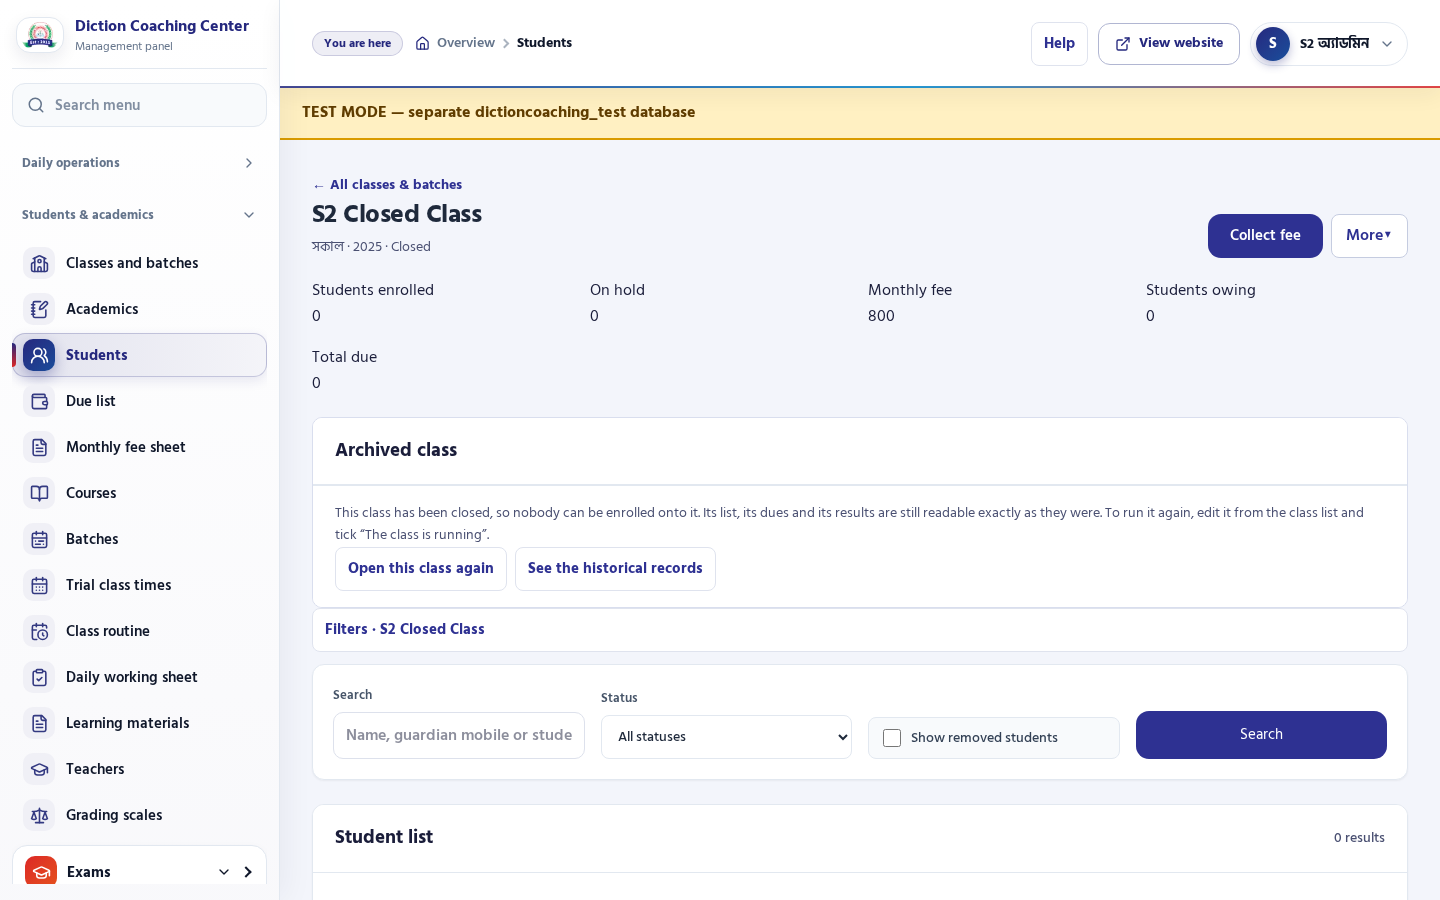 Diction Coaching Center
Management panel
Search menu
Daily operations
Students & academics
Classes and batches
Academics
Students
Due list
Monthly fee sheet
Courses
Batches
Trial class times
Class routine
Daily working sheet
Learning materials
Teachers
Grading scales
Exams
You are here
Overview
Students
Help
View website
S
S2 অ্যাডমিন
TEST MODE — separate dictioncoaching_test database
← All classes & batches
S2 Closed Class
সকাল · 2025 · Closed
Collect fee
More▾
Students enrolled
0
On hold
0
Monthly fee
800
Students owing
0
Total due
0
Archived class
This class has been closed, so nobody can be enrolled onto it. Its list, its dues and its results are still readable exactly as they were. To run it again, edit it from the class list and
tick “The class is running”.
Open this class again
See the historical records
Filters · S2 Closed Class
Search
Name, guardian mobile or stude
Status
All statuses
Show removed students
Search
Student list
0 results